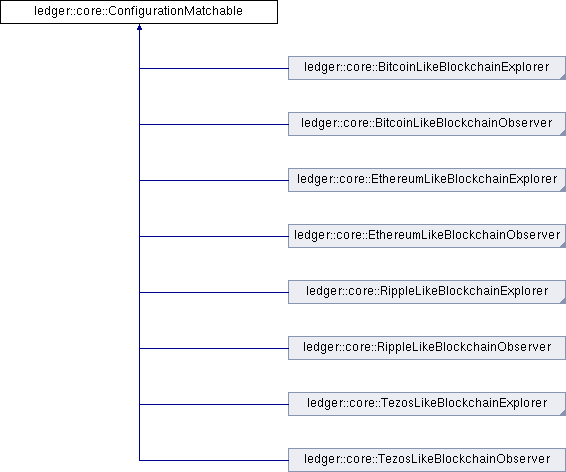 ledger::core::ConfigurationMatchable
ledger::core::BitcoinLikeBlockchainExplorer
ledger::core::BitcoinLikeBlockchainObserver
ledger::core::EthereumLikeBlockchainExplorer
ledger::core::EthereumLikeBlockchainObserver
ledger::core::RippleLikeBlockchainExplorer
ledger::core::RippleLikeBlockchainObserver
ledger::core::TezosLikeBlockchainExplorer
ledger::core::TezosLikeBlockchainObserver